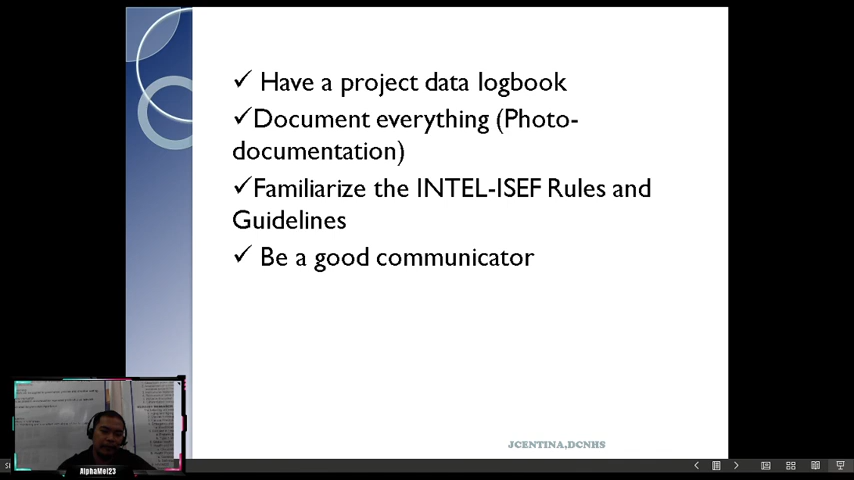 ✓ Have a project data logbook
✓Document everything (Photo-
documentation)
✓Familiarize the INTEL-ISEF Rules and
Guidelines
✓ Be a good communicator
JCENTINA,DCNHS
AlphaMel23